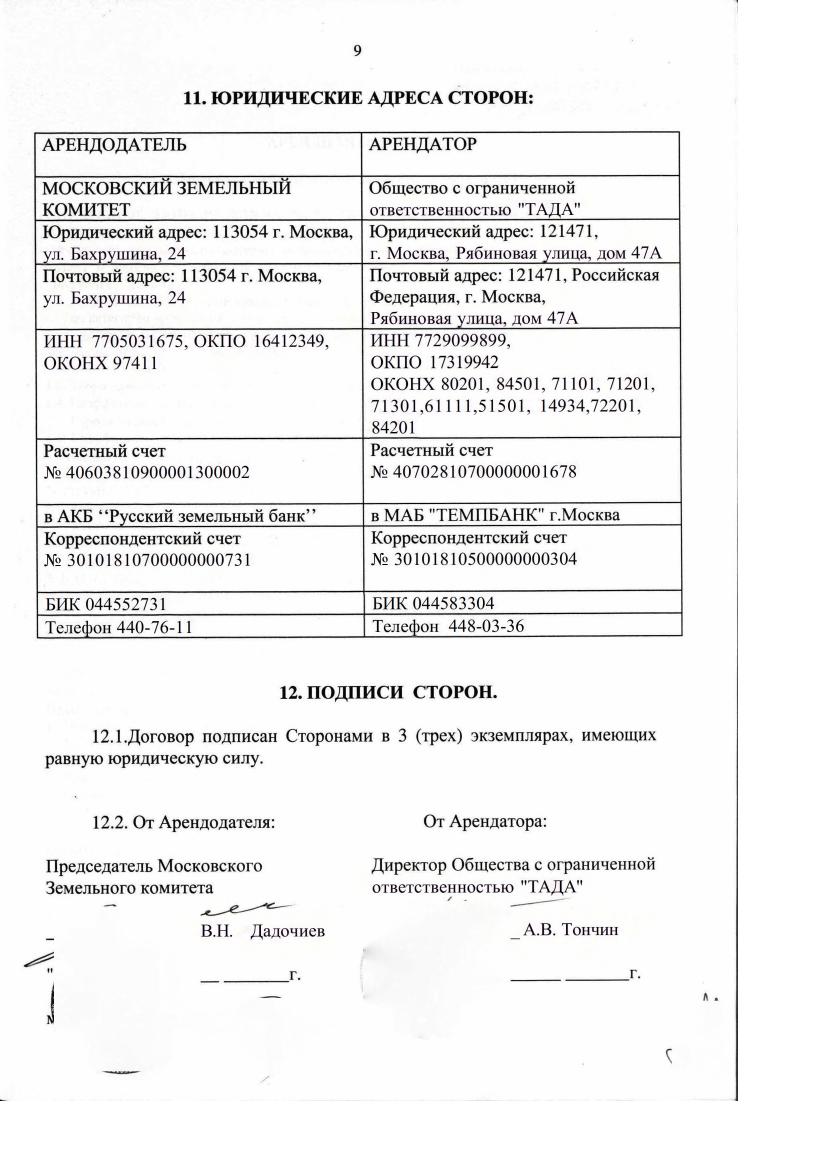 9
11. ЮРИДИЧЕСКИЕ АДРЕСА СТОРОН:
АРЕНДОДАТЕЛЬ
АРЕНДАТОР
МОСКОВСКИЙ ЗЕМЕЛЬНЫЙ
КОМИТЕТ
Общество с ограниченной
ответственностью "ТАДА"
Юридический адрес: 113054 г. Москва,
ул. Бахрушина, 24
Юридический адрес: 121471,
г. Москва, Рябиновая улица, дом 47А
Почтовый адрес: 113054 г. Москва,
ул. Бахрушина, 24
Почтовый адрес: 121471, Российская
Федерация, г. Москва,
Рябиновая улица, дом 47А
ИНН 7705031675, ОКПО 16412349,
ОКОНХ 97411
ИНН 7729099899,
ОКПО 17319942
ОКОНХ 80201, 84501, 71101, 71201,
71301,61111,51501, 14934,72201,
84201
Расчетный счет
№ 40603810900001300002
Расчетный счет
№ 40702810700000001678
в АКБ ‘‘Русский земельный банк’’
в МАБ "ТЕМПБАНК" г.Москва
Корреспондентский счет
№ 30101810700000000731
Корреспондентский счет
№ 30101810500000000304
БИК 044552731
БИК 044583304
Телефон 440-76-11
Телефон 448-03-36
12. ПОДПИСИ СТОРОН.
12.1.Договор подписан Сторонами в 3 (трех) экземплярах, имеющих
равную юридическую силу.
12.2. От Арендодателя:
От Арендатора:
Председатель Московского
Земельного комитета
Директор Общества с ограниченной
ответственностью "ТАДА"
_ В.Н. Дадочиев
_ А.В. Тончин
" __ _______г.
_____ ______г.